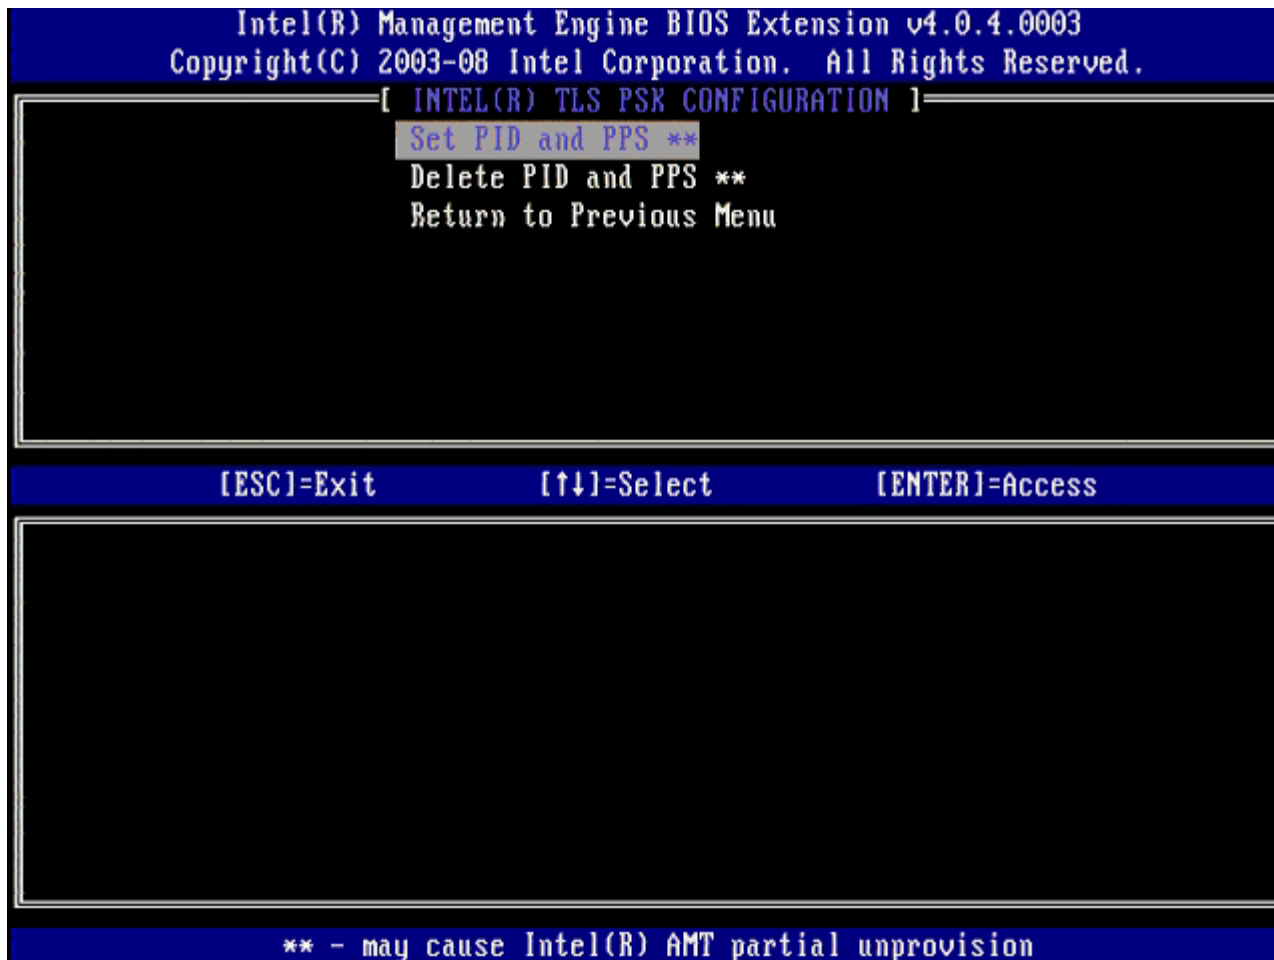 Intel(R) Management Engine BIOS Extension v4.0.4.0003
Copyright(C) 2003-08 Intel Corporation. All Rights Reserved.
[ INTEL(R) TLS PSK CONFIGURATION ]
Set PID and PPS **
Delete PID and PPS **
Return to Previous Menu
[ESC]=Exit [↑↓]=Select [ENTER]=Access
** - may cause Intel(R) AMT partial unprovision